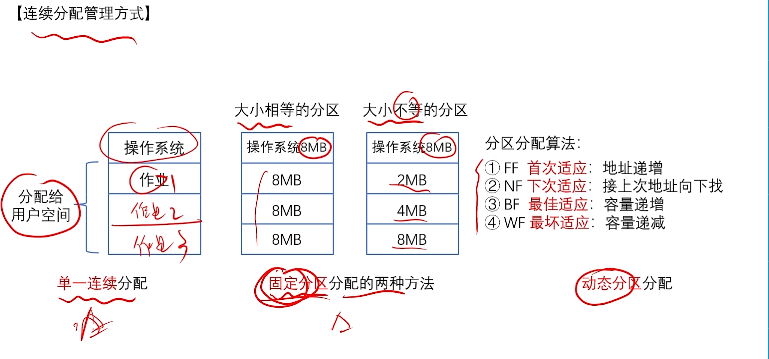 【连续分配管理方式】
大小相等的分区
大小不等的分区
操作系统
操作系统8MB
操作系统8MB
分区分配算法：
作业1
8MB
2MB
① FF 首次适应：地址递增
分配给
用户空间
作业2
8MB
4MB
② NF 下次适应：接上次地址向下找
③ BF 最佳适应：容量递增
作业3
8MB
8MB
④ WF 最坏适应：容量递减
单一连续分配
固定分区分配的两种方法
动态分区分配